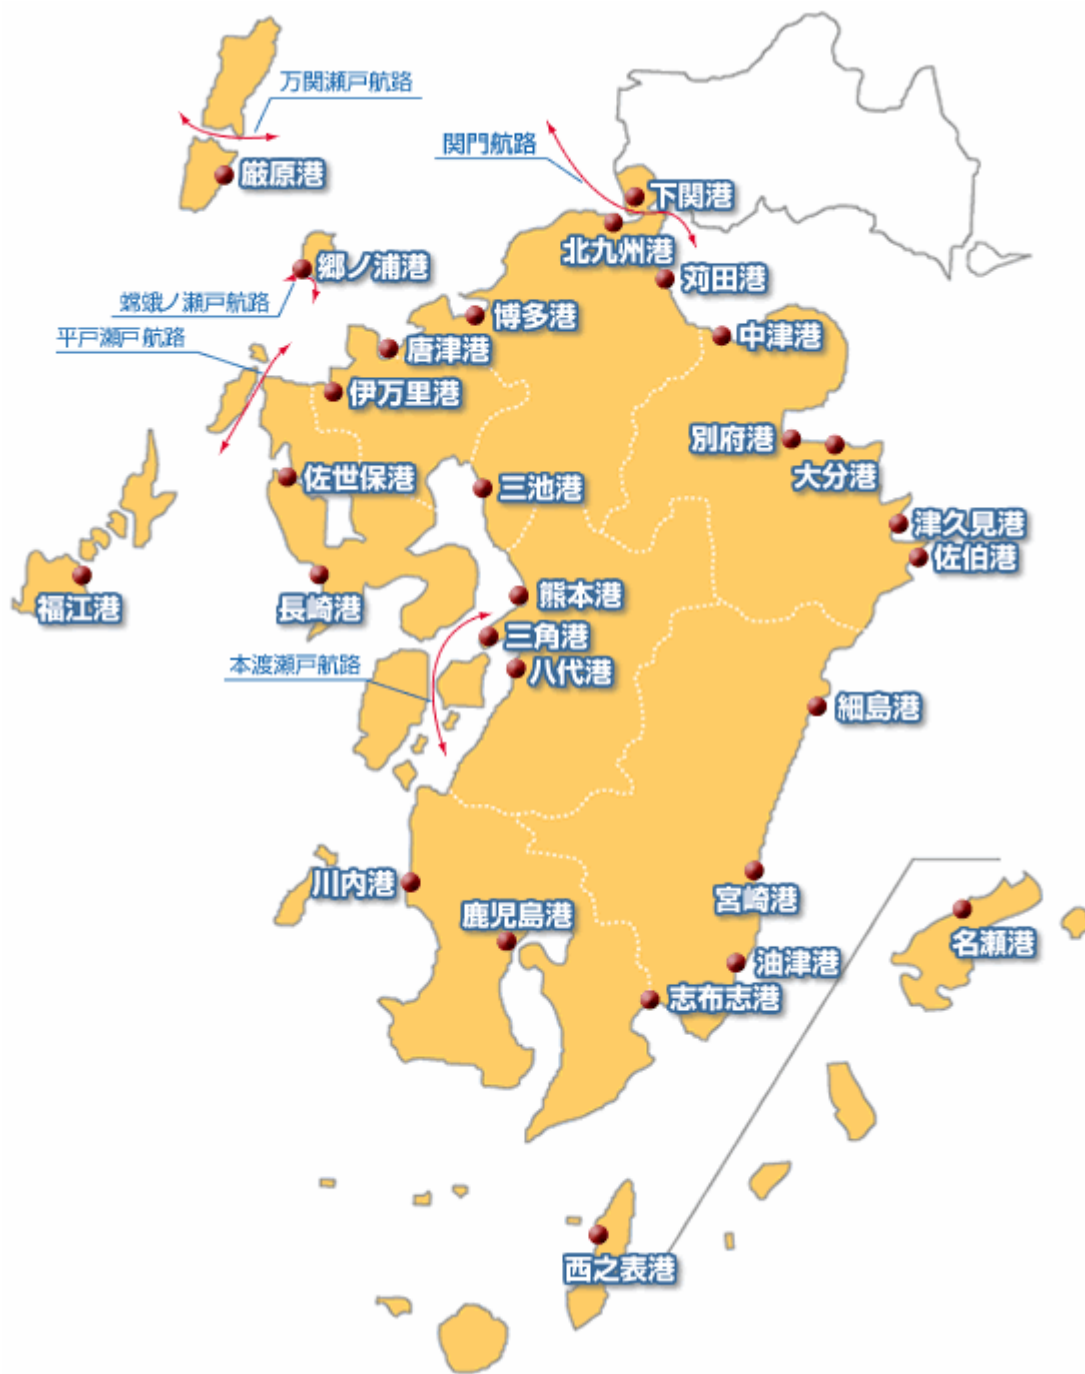 万関瀬戸航路
関門航路
厳原港
下関港
北九州港
郷ノ浦港
苅田港
蟐蛾ノ瀬戸航路
博多港
平戸瀬戸航路
中津港
唐津港
伊万里港
別府港
大分港
佐世保港
三池港
津久見港
佐伯港
福江港
長崎港
熊本港
三角港
本渡瀬戸航路
八代港
細島港
川内港
宮崎港
鹿児島港
名瀬港
油津港
志布志港
西之表港